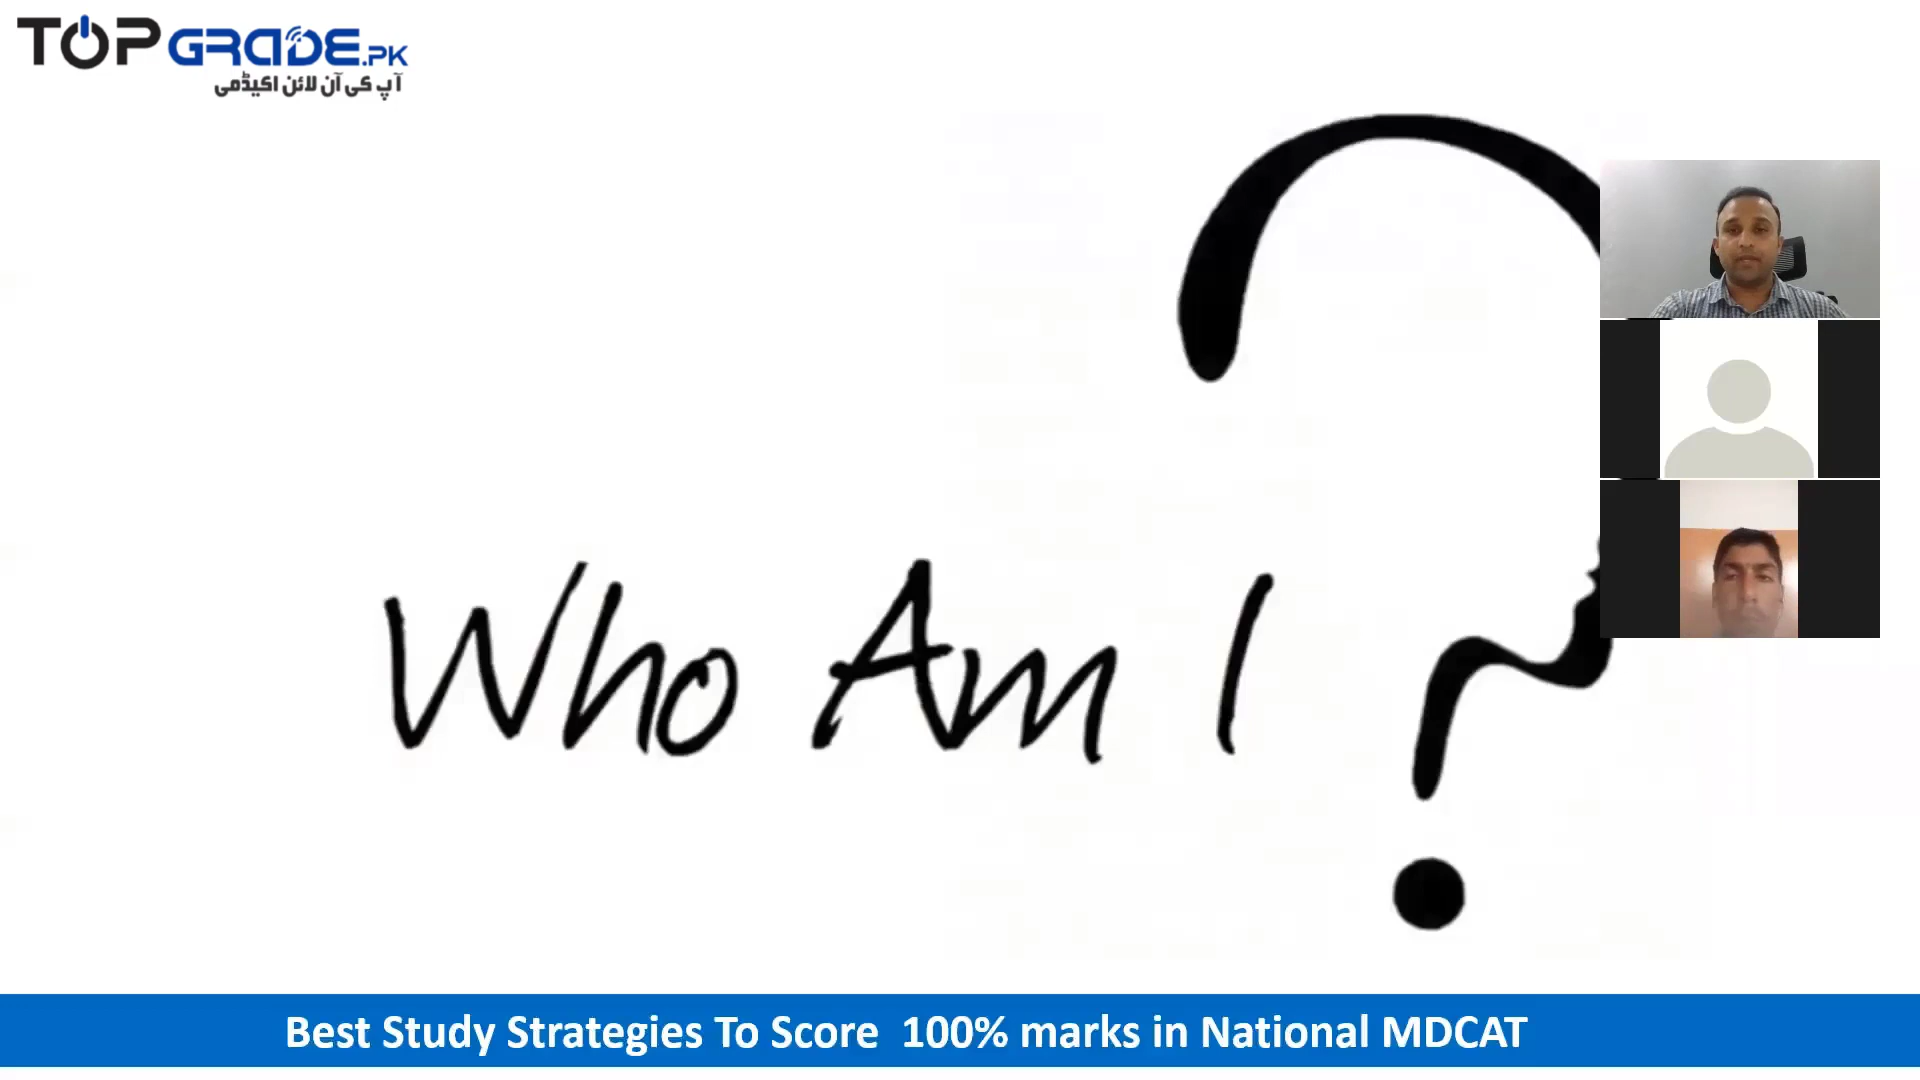 TOPGRADE.PK
آپ کی آن لائن اکیڈمی
Who Am I ?
Best Study Strategies To Score 100% marks in National MDCAT